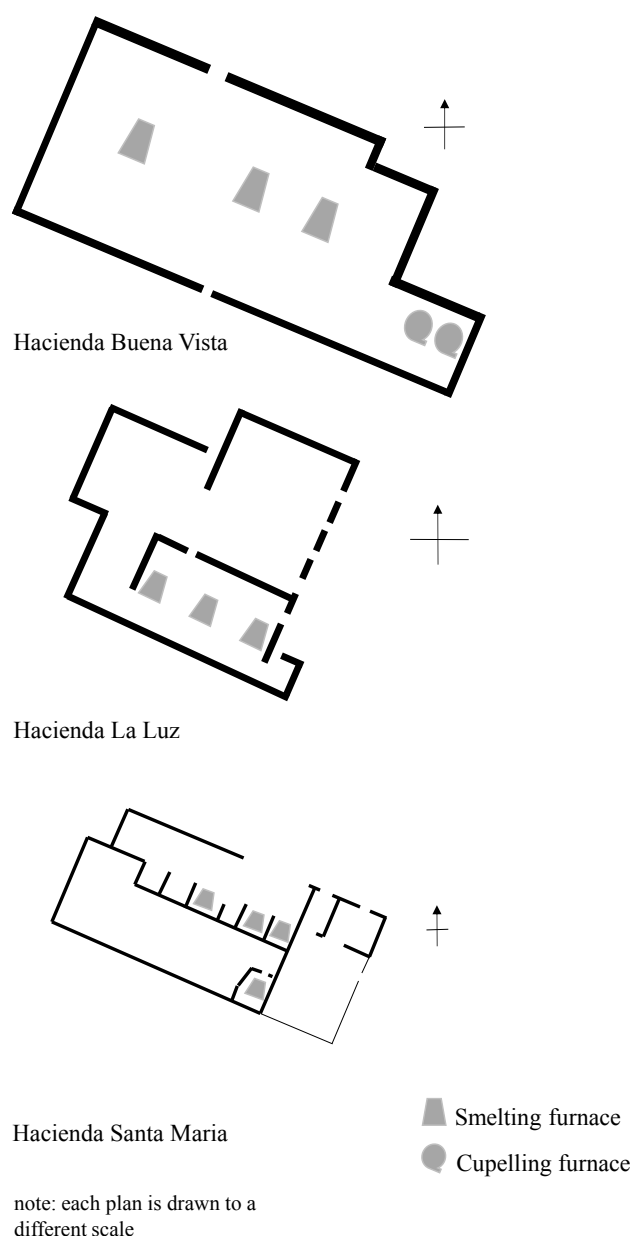 Hacienda Buena Vista
Hacienda La Luz
Hacienda Santa Maria
Smelting furnace
Cupelling furnace
note: each plan is drawn to a
different scale